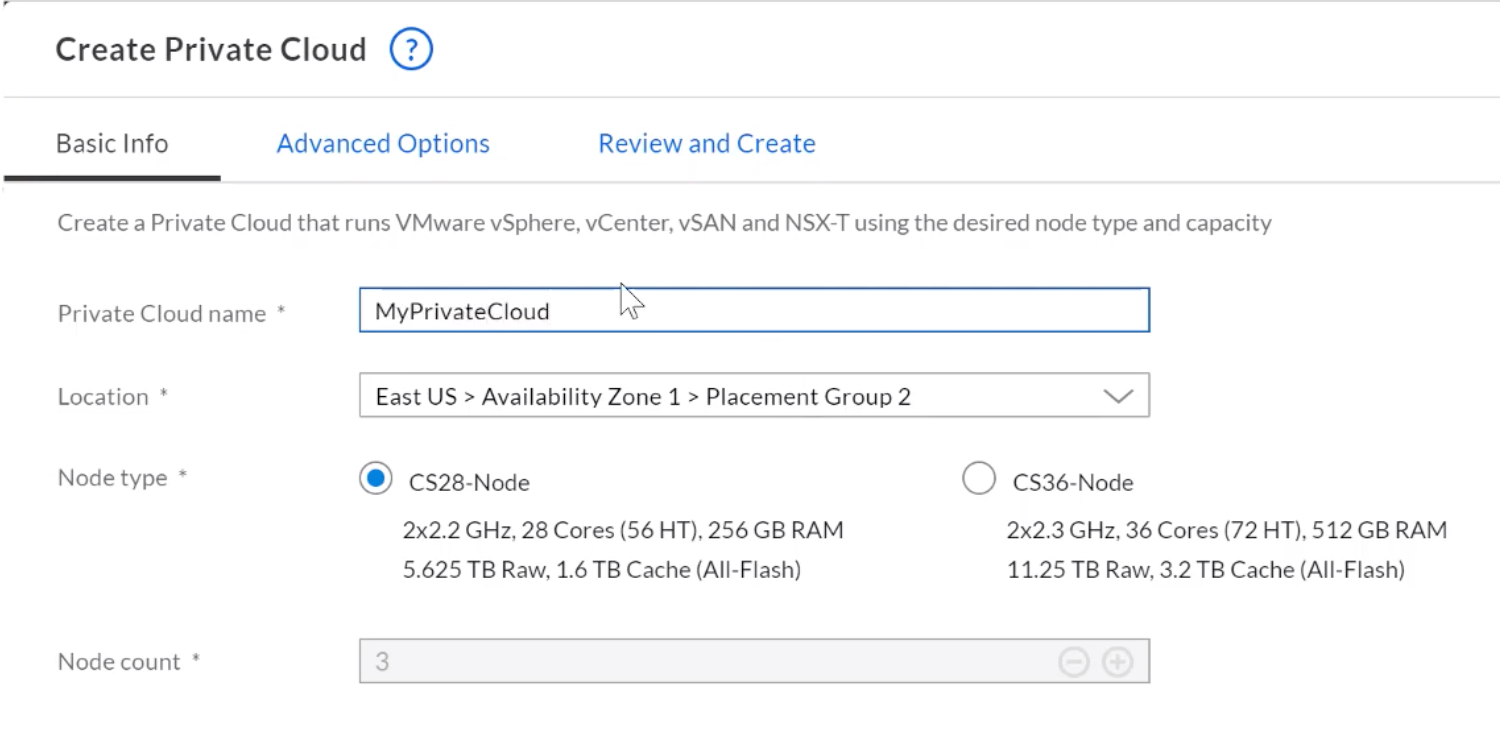 Create Private Cloud ?
Basic Info Advanced Options Review and Create
Create a Private Cloud that runs VMware vSphere, vCenter, vSAN and NSX-T using the desired node type and capacity
Private Cloud name * MyPrivateCloud
Location * East US > Availability Zone 1 > Placement Group 2
Node type * CS28-Node CS36-Node
2x2.2 GHz, 28 Cores (56 HT), 256 GB RAM 2x2.3 GHz, 36 Cores (72 HT), 512 GB RAM
5.625 TB Raw, 1.6 TB Cache (All-Flash) 11.25 TB Raw, 3.2 TB Cache (All-Flash)
Node count * 3